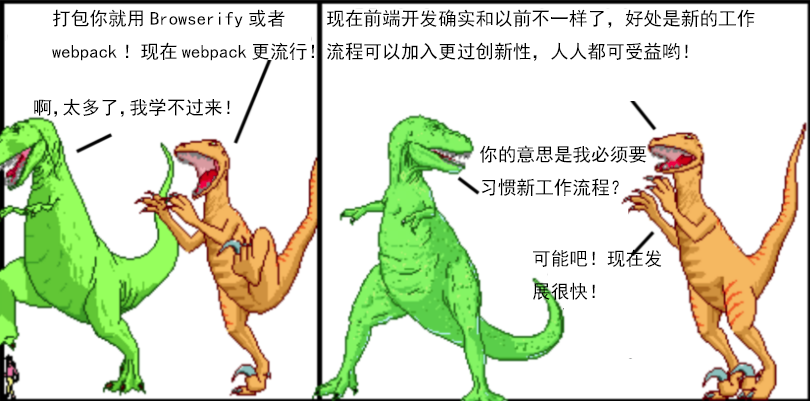 打包你就用 Browserify 或者
webpack！现在 webpack 更流行！
啊,太多了,我学不过来！
现在前端开发确实和以前不一样了，好处是新的工作
流程可以加入更过创新性，人人都可受益哟！
你的意思是我必须要
习惯新工作流程？
可能吧！现在发
展很快！